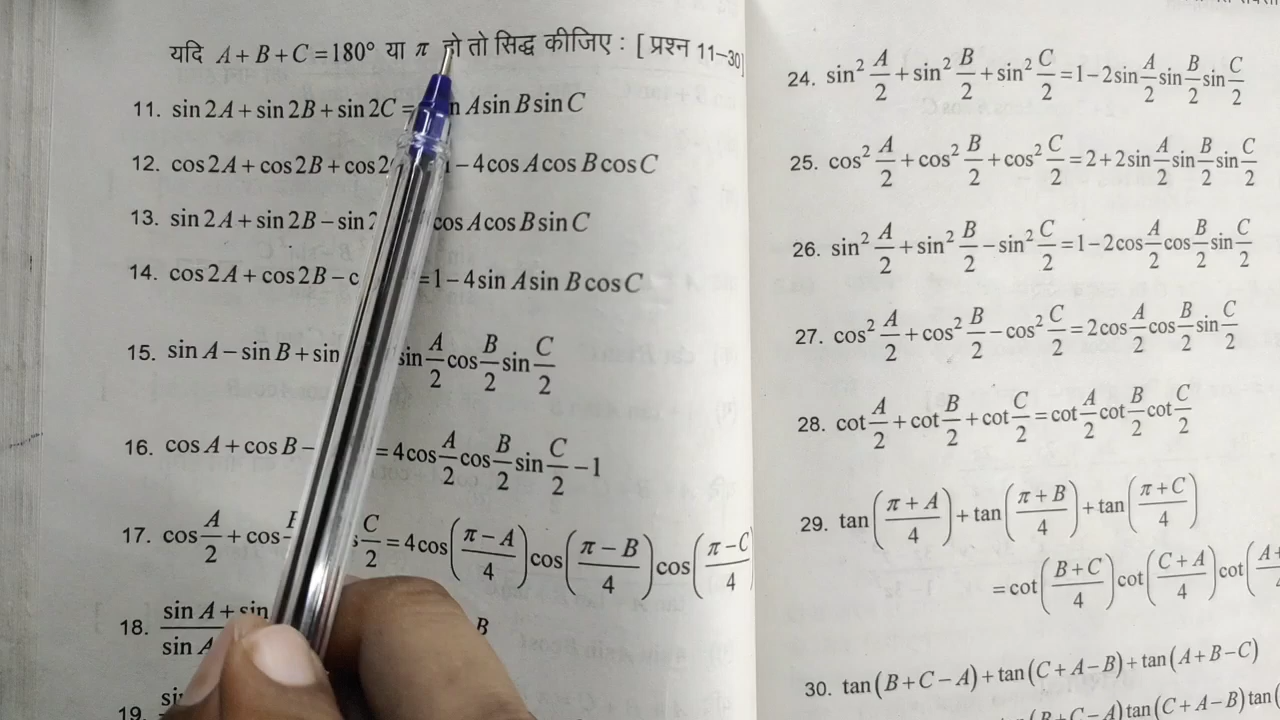 यदि A + B + C = 180° या π हो तो सिद्ध कीजिए : [ प्रश्न 11–30]
11. sin 2A + sin 2B + sin 2C = A sin B sin C
12. cos 2A + cos 2B + cos 2 – 4 cos A cos B cos C
13. sin 2A + sin 2B – sin 2 cos A cos B sin C
14. cos 2A + cos 2B – c = 1 – 4 sin A sin B cos C
15. sin A – sin B + sin sin A/2 cos B/2 sin C/2
16. cos A + cos B – = 4 cos A/2 cos B/2 sin C/2 – 1
17. cos A/2 + cos C/2 = 4 cos (π – A / 4) cos (π – B / 4) cos (π – C / 4)
18. sin A + sin B
sin A
19. sin
24. sin² A/2 + sin² B/2 + sin² C/2 = 1 – 2 sin A/2 sin B/2 sin C/2
25. cos² A/2 + cos² B/2 + cos² C/2 = 2 + 2 sin A/2 sin B/2 sin C/2
26. sin² A/2 + sin² B/2 – sin² C/2 = 1 – 2 cos A/2 cos B/2 sin C/2
27. cos² A/2 + cos² B/2 – cos² C/2 = 2 cos A/2 cos B/2 sin C/2
28. cot A/2 + cot B/2 + cot C/2 = cot A/2 cot B/2 cot C/2
29. tan (π + A / 4) + tan (π + B / 4) + tan (π + C / 4)
= cot (B + C / 4) cot (C + A / 4) cot (A +
30. tan (B + C – A) + tan (C + A – B) + tan (A + B – C)
(B + C – A) tan (C + A – B) tan (